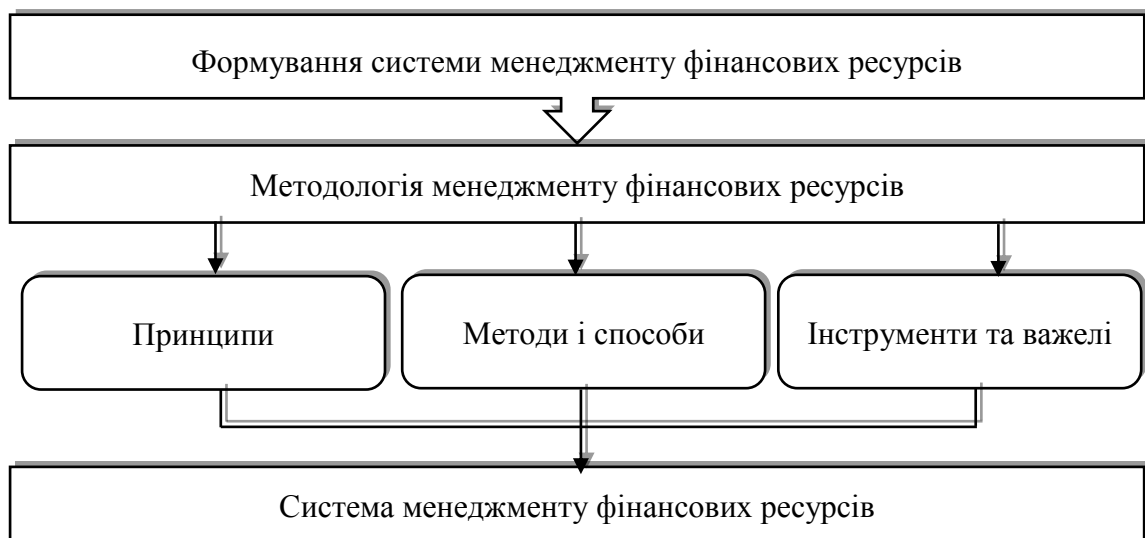 Формування системи менеджменту фінансових ресурсів
Методологія менеджменту фінансових ресурсів
Принципи
Методи і способи
Інструменти та важелі
Система менеджменту фінансових ресурсів